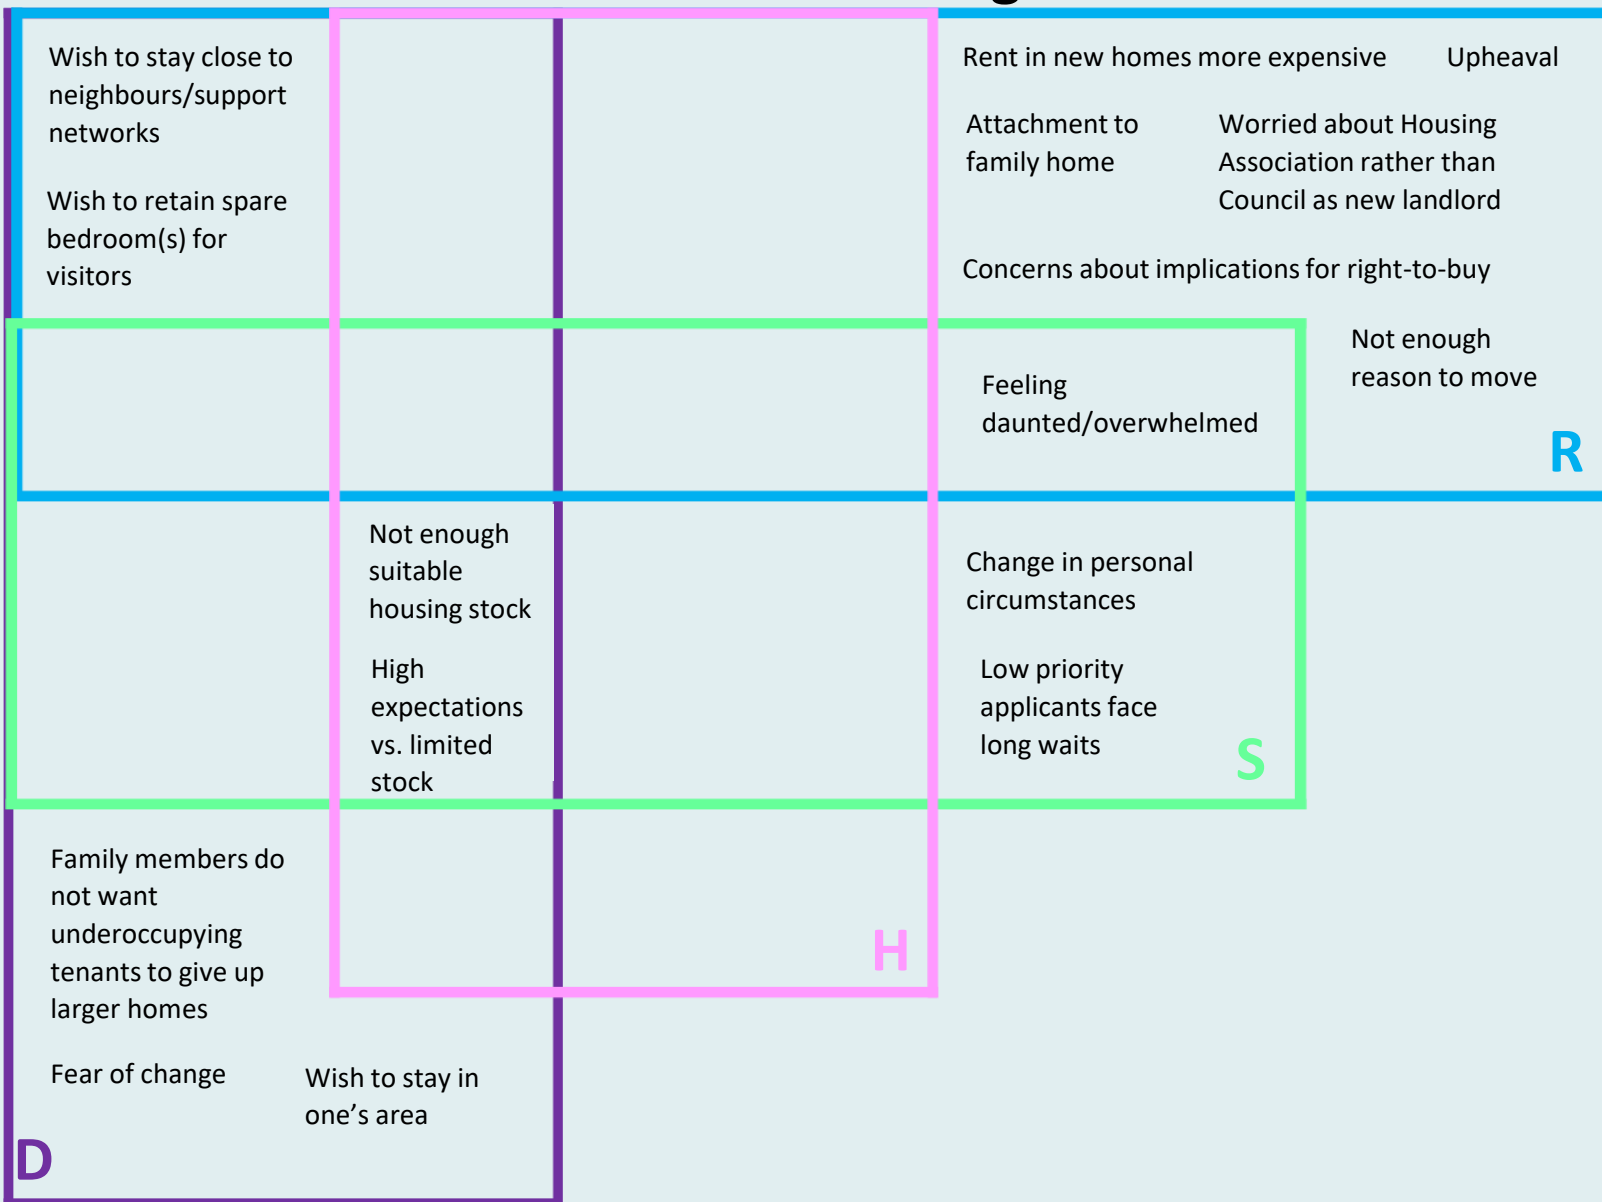 g
Wish to stay close to
neighbours/support
networks
Wish to retain spare
bedroom(s) for
visitors
Rent in new homes more expensive
Upheaval
Attachment to
family home
Worried about Housing
Association rather than
Council as new landlord
Concerns about implications for right-to-buy
Not enough
reason to move
Feeling
daunted/overwhelmed
R
Not enough
suitable
housing stock
High
expectations
vs. limited
stock
Change in personal
circumstances
Low priority
applicants face
long waits
S
Family members do
not want
underoccupying
tenants to give up
larger homes
H
Fear of change
Wish to stay in
one’s area
D